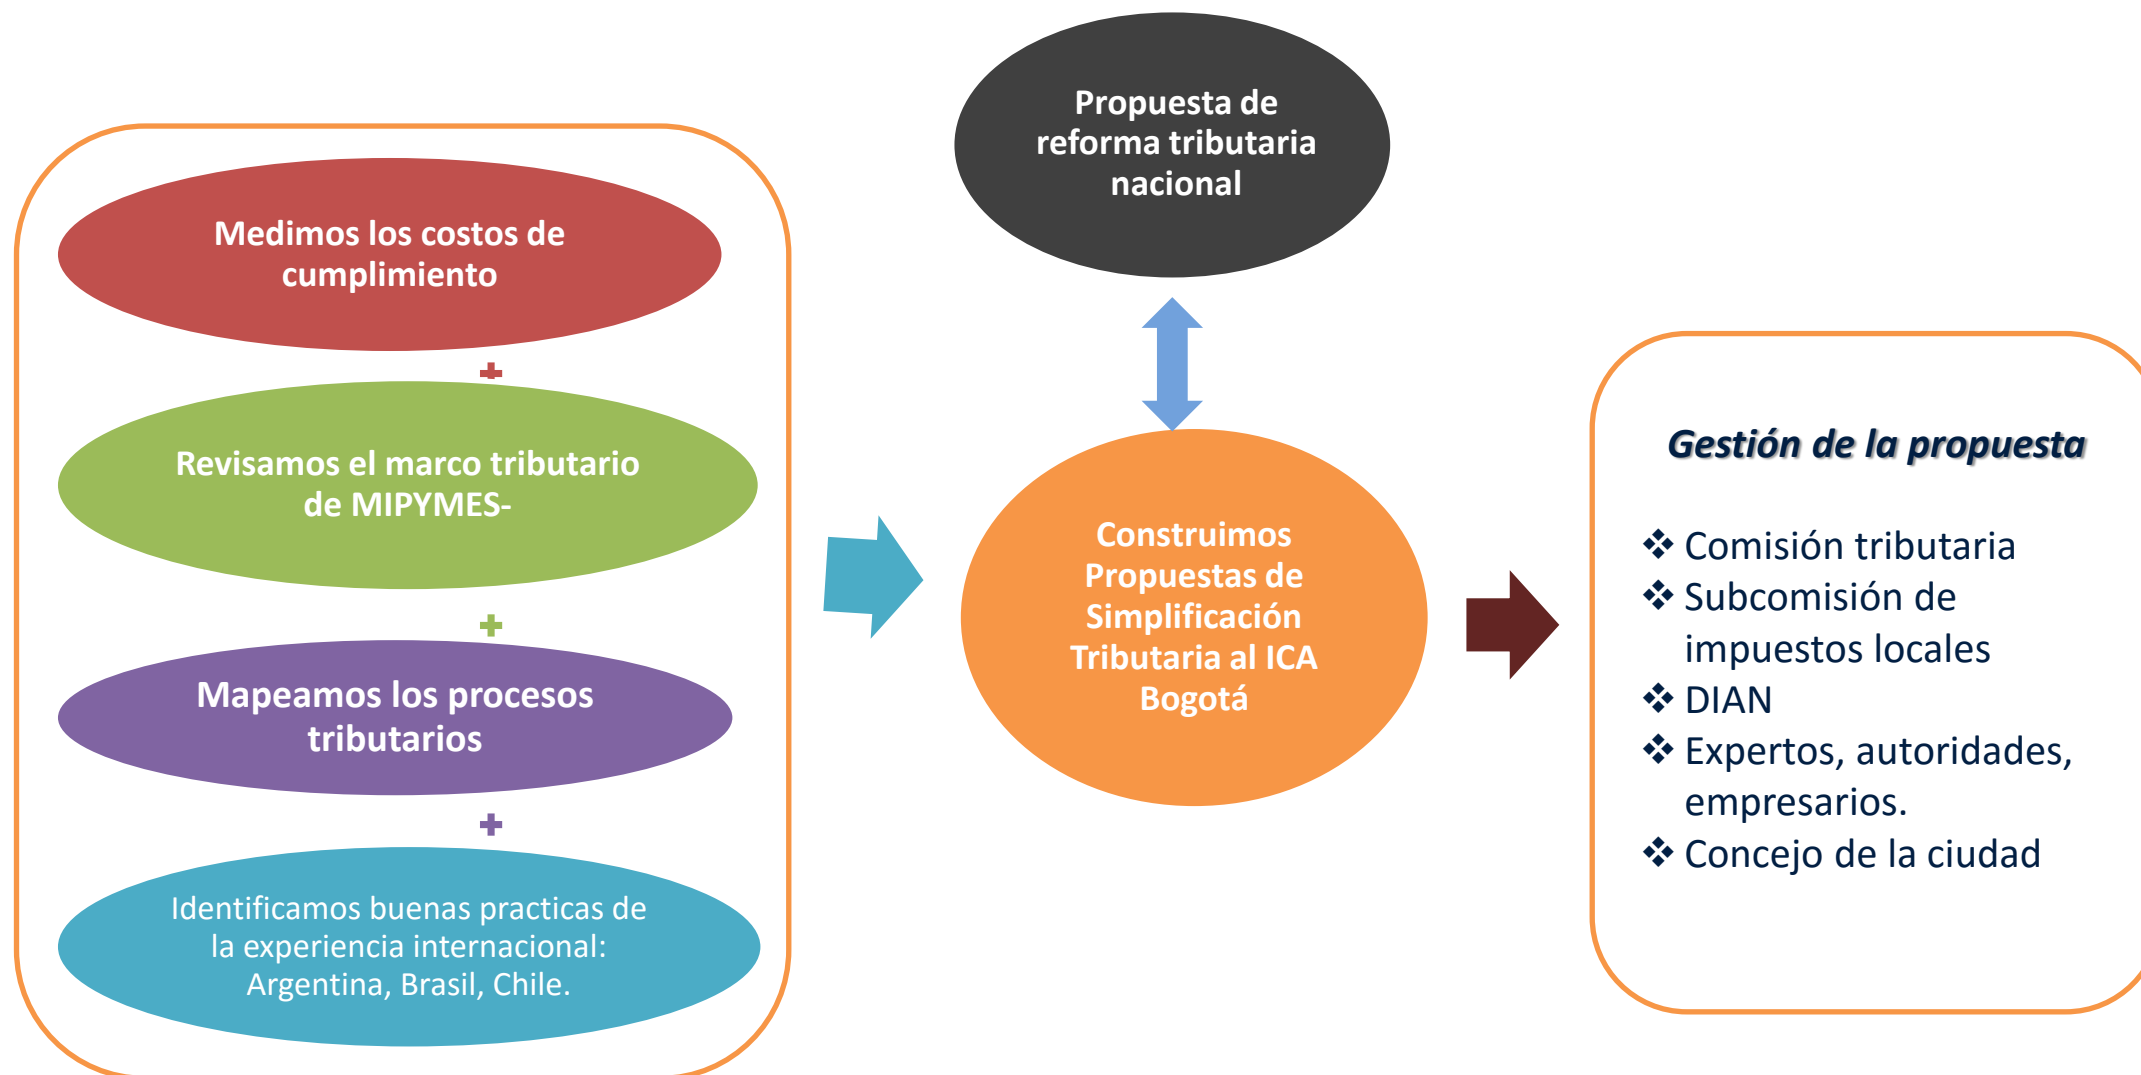 Medimos los costos de
cumplimiento
Revisamos el marco tributario
de MIPYMES-
Mapeamos los procesos
tributarios
Identificamos buenas practicas de
la experiencia internacional:
Argentina, Brasil, Chile.
Propuesta de
reforma tributaria
nacional
Construimos
Propuestas de
Simplificación
Tributaria al ICA
Bogotá
Gestión de la propuesta
❖ Comisión tributaria
❖ Subcomisión de
impuestos locales
❖ DIAN
❖ Expertos, autoridades,
empresarios.
❖ Concejo de la ciudad